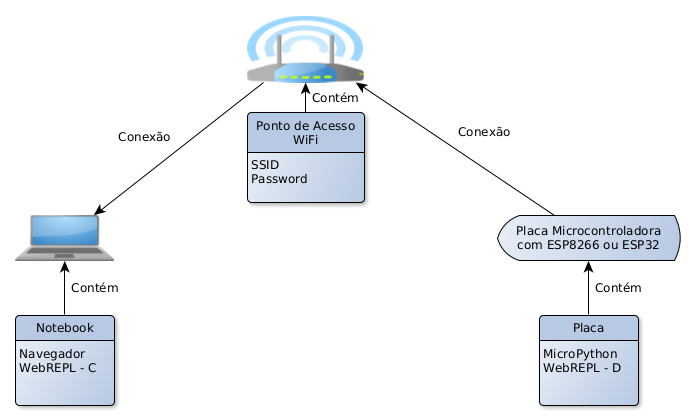 Contém
Ponto de Acesso
WiFi
SSID
Password
Conexão
Conexão
Placa Microcontroladora
com ESP8266 ou ESP32
Contém
Contém
Notebook
Navegador
WebREPL - C
Placa
MicroPython
WebREPL - D